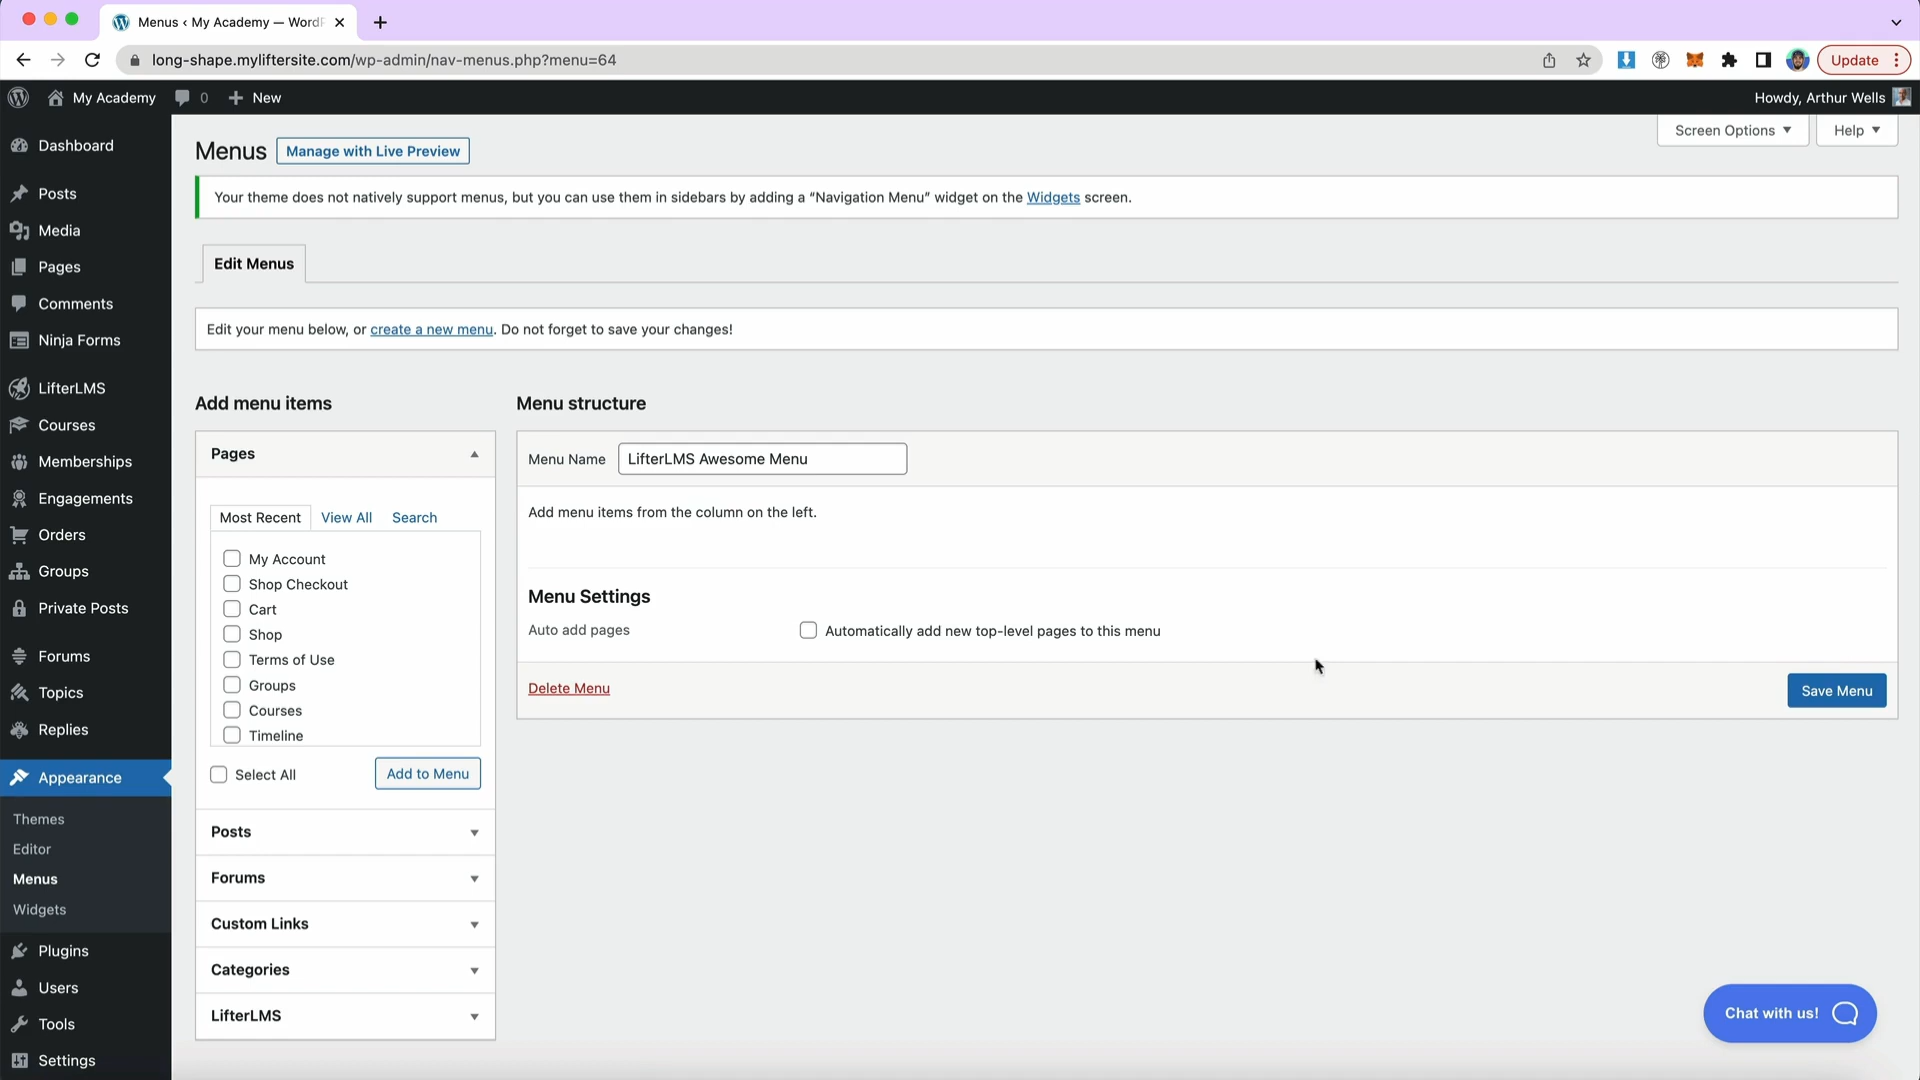 Menus ‹ My Academy — WordP
long-shape.myliftersite.com/wp-admin/nav-menus.php?menu=64
Update
My Academy
0
New
Howdy, Arthur Wells
Dashboard
Posts
Media
Pages
Comments
Ninja Forms
LifterLMS
Courses
Memberships
Engagements
Orders
Groups
Private Posts
Forums
Topics
Replies
Appearance
Themes
Editor
Menus
Widgets
Plugins
Users
Tools
Settings
Screen Options
Help
Menus
Manage with Live Preview
Your theme does not natively support menus, but you can use them in sidebars by adding a “Navigation Menu” widget on the Widgets screen.
Edit Menus
Edit your menu below, or create a new menu. Do not forget to save your changes!
Add menu items
Pages
Most Recent
View All
Search
My Account
Shop Checkout
Cart
Shop
Terms of Use
Groups
Courses
Timeline
Select All
Add to Menu
Posts
Forums
Custom Links
Categories
LifterLMS
Menu structure
Menu Name
LifterLMS Awesome Menu
Add menu items from the column on the left.
Menu Settings
Auto add pages
Automatically add new top-level pages to this menu
Delete Menu
Save Menu
Chat with us!